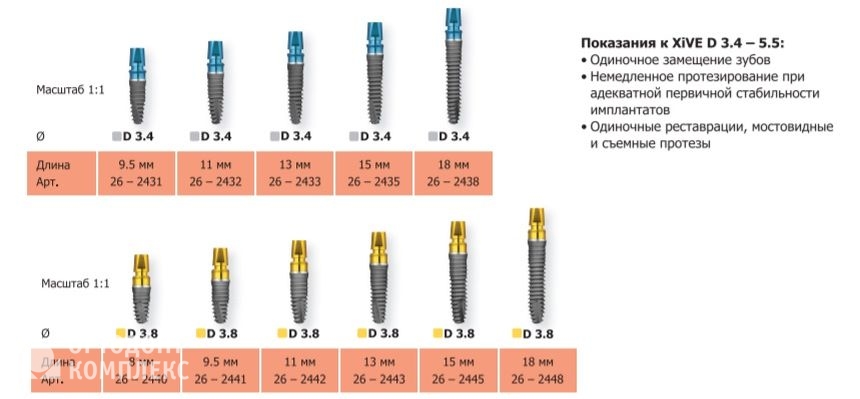 Показания к XiVE D 3.4 – 5.5:
• Одиночное замещение зубов
• Немедленное протезирование при
адекватной первичной стабильности
имплантатов
• Одиночные реставрации, мостовидные
и съемные протезы
Масштаб 1:1
Ø D 3.4 D 3.4 D 3.4 D 3.4 D 3.4
Длина 9.5 мм 11 мм 13 мм 15 мм 18 мм
Арт. 26 – 2431 26 – 2432 26 – 2433 26 – 2435 26 – 2438
Масштаб 1:1
Ø D 3.8 D 3.8 D 3.8 D 3.8 D 3.8 D 3.8
Длина 8 мм 9.5 мм 11 мм 13 мм 15 мм 18 мм
Арт. 26 – 2440 26 – 2441 26 – 2442 26 – 2443 26 – 2445 26 – 2448
ОРТОДОНТ
КОМПЛЕКС